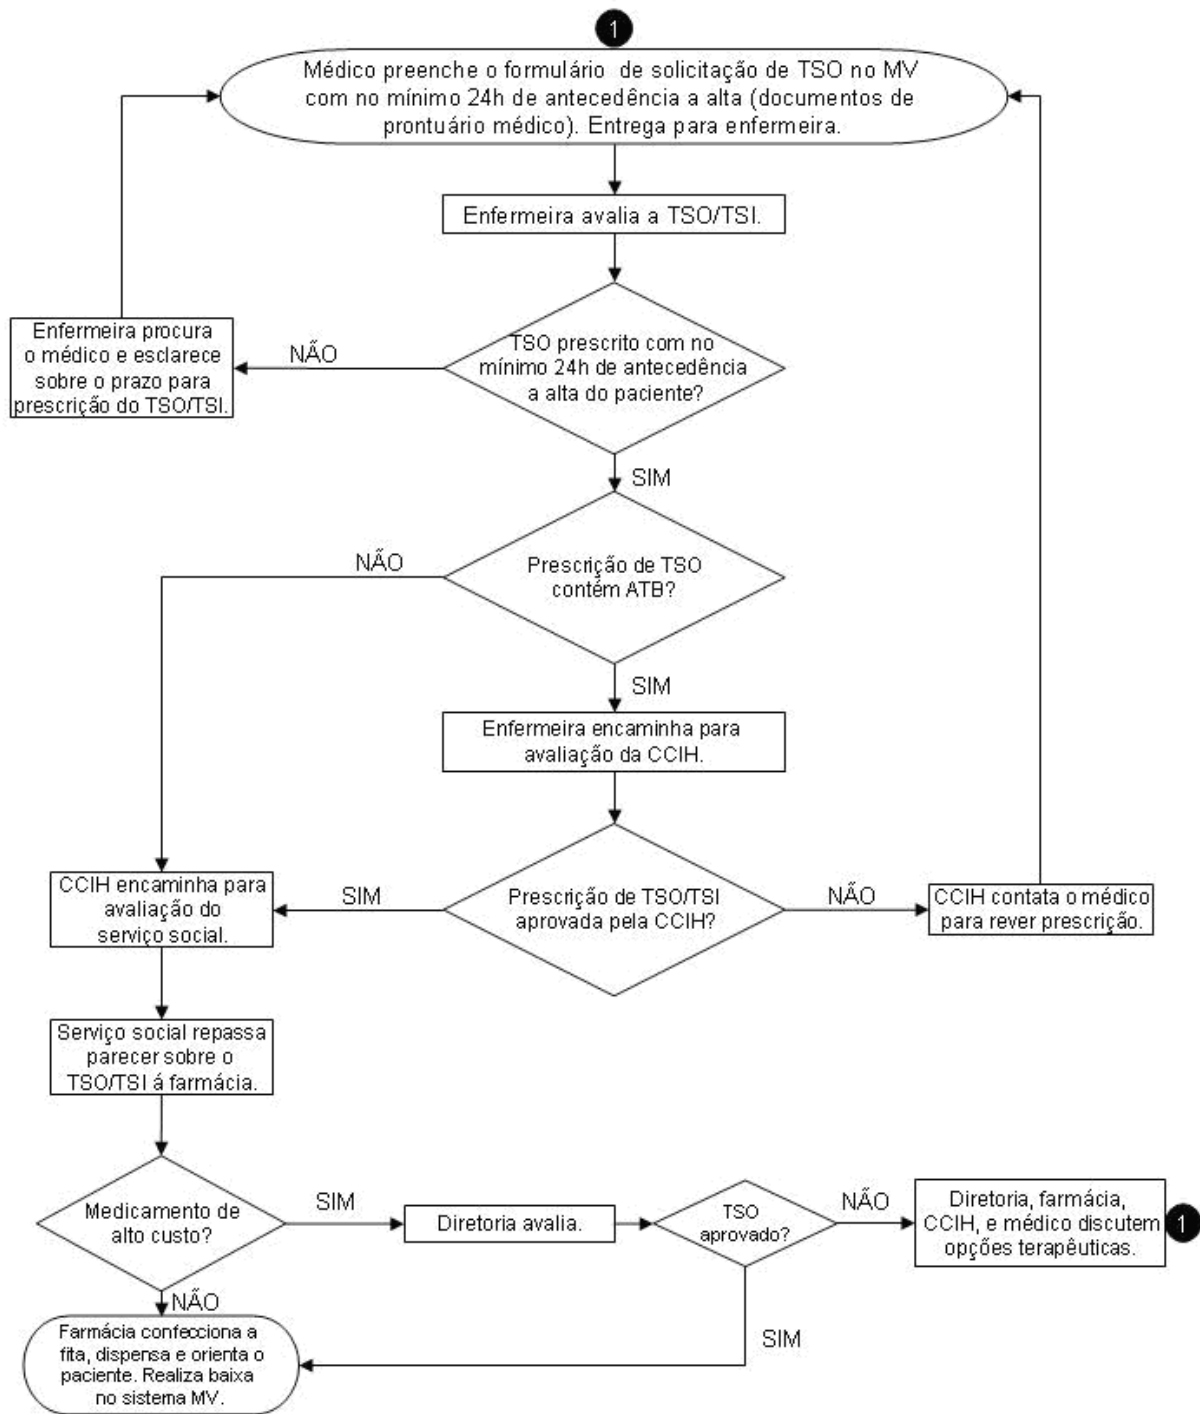 1
Médico preenche o formulário de solicitação de TSO no MV
com no mínimo 24h de antecedência a alta (documentos de
prontuário médico). Entrega para enfermeira.
Enfermeira avalia a TSO/TSI.
TSO prescrito com no
mínimo 24h de antecedência
a alta do paciente?
NÃO
Enfermeira procura
o médico e esclarece
sobre o prazo para
prescrição do TSO/TSI.
SIM
Prescrição de TSO
contém ATB?
NÃO
SIM
Enfermeira encaminha para
avaliação da CCIH.
Prescrição de TSO/TSI
aprovada pela CCIH?
SIM
NÃO
CCIH encaminha para
avaliação do
serviço social.
CCIH contata o médico
para rever prescrição.
Serviço social repassa
parecer sobre o
TSO/TSI á farmácia.
Medicamento de
alto custo?
SIM
Diretoria avalia.
TSO
aprovado?
NÃO
Diretoria, farmácia,
CCIH, e médico discutem
opções terapêuticas.
1
NÃO
SIM
Farmácia confecciona a
fita, dispensa e orienta o
paciente. Realiza baixa
no sistema MV.